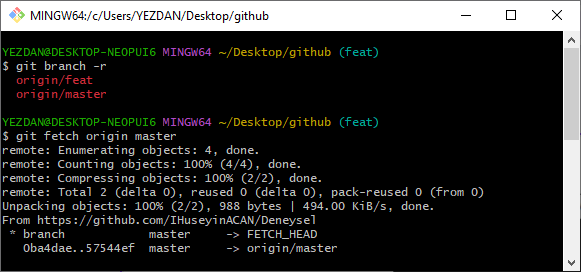 MINGW64:/c/Users/YEZDAN/Desktop/github
YEZDAN@DESKTOP-NEOPUI6 MINGW64 ~/Desktop/github (feat)
$ git branch -r
origin/feat
origin/master
YEZDAN@DESKTOP-NEOPUI6 MINGW64 ~/Desktop/github (feat)
$ git fetch origin master
remote: Enumerating objects: 4, done.
remote: Counting objects: 100% (4/4), done.
remote: Compressing objects: 100% (2/2), done.
remote: Total 2 (delta 0), reused 0 (delta 0), pack-reused 0 (from 0)
Unpacking objects: 100% (2/2), 988 bytes | 494.00 KiB/s, done.
From https://github.com/IHuseyinACAN/Deneysel
* branch master -> FETCH_HEAD
0ba4dae..57544ef master -> origin/master